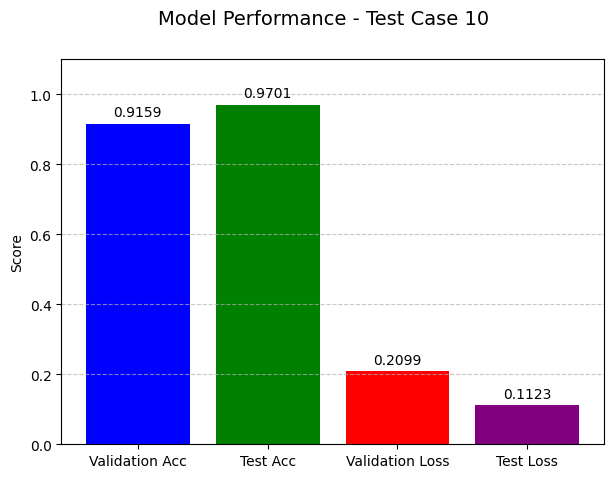 Model Performance - Test Case 10
Score
1.0
0.8
0.6
0.4
0.2
0.0
0.9159
0.9701
0.2099
0.1123
Validation Acc
Test Acc
Validation Loss
Test Loss